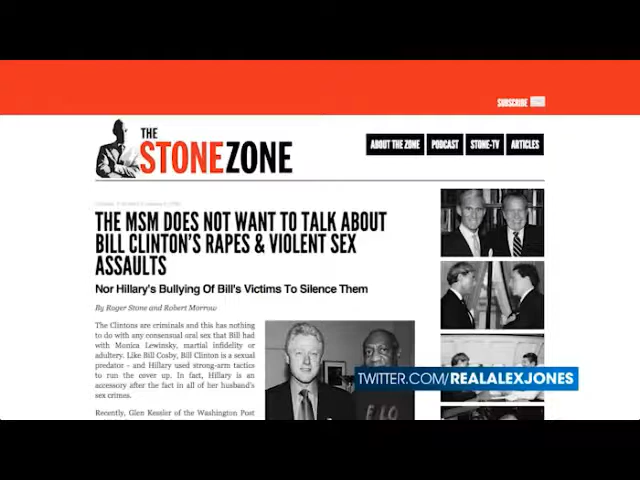 SUBSCRIBE
THE
STONEZONE
ABOUT THE ZONE
PODCAST
STONE-TV
ARTICLES
THE MSM DOES NOT WANT TO TALK ABOUT
BILL CLINTON'S RAPES & VIOLENT SEX
ASSAULTS
Nor Hillary's Bullying Of Bill's Victims To Silence Them
By Roger Stone and Robert Morrow
The Clintons are criminals and this has nothing
to do with any consensual oral sex that Bill had
with Monica Lewinsky, martial infidelity or
adultery. Like Bill Cosby, Bill Clinton is a sexual
predator – and Hillary used strong-arm tactics
to run the cover up. In fact, Hillary is an
accessory after the fact in all of her husband's
sex crimes.
Recently, Glen Kessler of the Washington Post
TWITTER.COM/REALALEXJONES